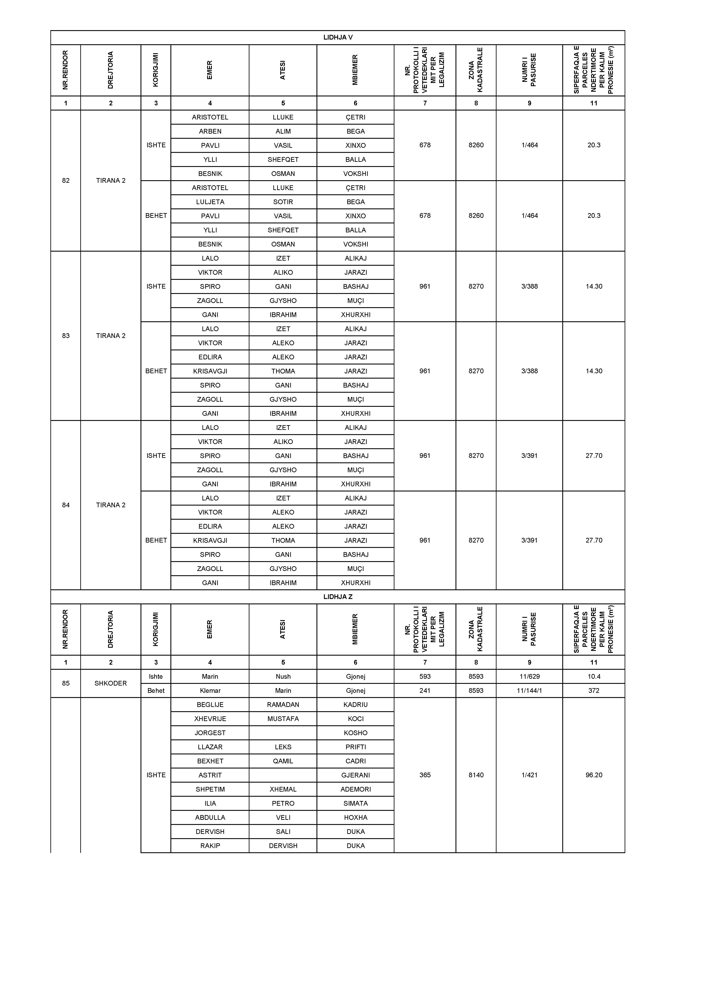 LIDHJA V
NR.RENDOR DREJTORIA KORIGJIMI EMER ATESI MBIEMER NR. PROTOKOLLI I VETEDEKLARI MIT PER LEGALIZIM ZONA KADASTRALE NUMRI I PASURISE SIPERFAQJA E PARCELES NDERTIMORE PER KALIM PRONESIE (m²)
1 2 3 4 5 6 7 8 9 11
82 TIRANA 2 ISHTE ARISTOTEL LLUKE ÇETRI 678 8260 1/464 20.3
ARBEN ALIM BEGA
PAVLI VASIL XINXO
YLLI SHEFQET BALLA
BESNIK OSMAN VOKSHI
BEHET ARISTOTEL LLUKE ÇETRI 678 8260 1/464 20.3
LULJETA SOTIR BEGA
PAVLI VASIL XINXO
YLLI SHEFQET BALLA
BESNIK OSMAN VOKSHI
83 TIRANA 2 ISHTE LALO IZET ALIKAJ 961 8270 3/388 14.30
VIKTOR ALIKO JARAZI
SPIRO GANI BASHAJ
ZAGOLL GJYSHO MUÇI
GANI IBRAHIM XHURXHI
BEHET LALO IZET ALIKAJ 961 8270 3/388 14.30
VIKTOR ALEKO JARAZI
EDLIRA ALEKO JARAZI
KRISAVGJI THOMA JARAZI
SPIRO GANI BASHAJ
ZAGOLL GJYSHO MUÇI
GANI IBRAHIM XHURXHI
84 TIRANA 2 ISHTE LALO IZET ALIKAJ 961 8270 3/391 27.70
VIKTOR ALIKO JARAZI
SPIRO GANI BASHAJ
ZAGOLL GJYSHO MUÇI
GANI IBRAHIM XHURXHI
BEHET LALO IZET ALIKAJ 961 8270 3/391 27.70
VIKTOR ALEKO JARAZI
EDLIRA ALEKO JARAZI
KRISAVGJI THOMA JARAZI
SPIRO GANI BASHAJ
ZAGOLL GJYSHO MUÇI
GANI IBRAHIM XHURXHI
LIDHJA Z
NR.RENDOR DREJTORIA KORIGJIMI EMER ATESI MBIEMER NR. PROTOKOLLI I VETEDEKLARI MIT PER LEGALIZIM ZONA KADASTRALE NUMRI I PASURISE SIPERFAQJA E PARCELES NDERTIMORE PER KALIM PRONESIE (m²)
1 2 3 4 5 6 7 8 9 11
85 SHKODER Ishte Marin Nush Gjonej 593 8593 11/629 10.4
Behet Klemar Marin Gjonej 241 8593 11/144/1 372
ISHTE BEGLIJE RAMADAN KADRIU 365 8140 1/421 96.20
XHEVRIJE MUSTAFA KOCI
JORGEST KOSHO
LLAZAR LEKS PRIFTI
BEXHET QAMIL CADRI
ASTRIT GJERANI
SHPETIM XHEMAL ADEMORI
ILIA PETRO SIMATA
ABDULLA VELI HOXHA
DERVISH SALI DUKA
RAKIP DERVISH DUKA